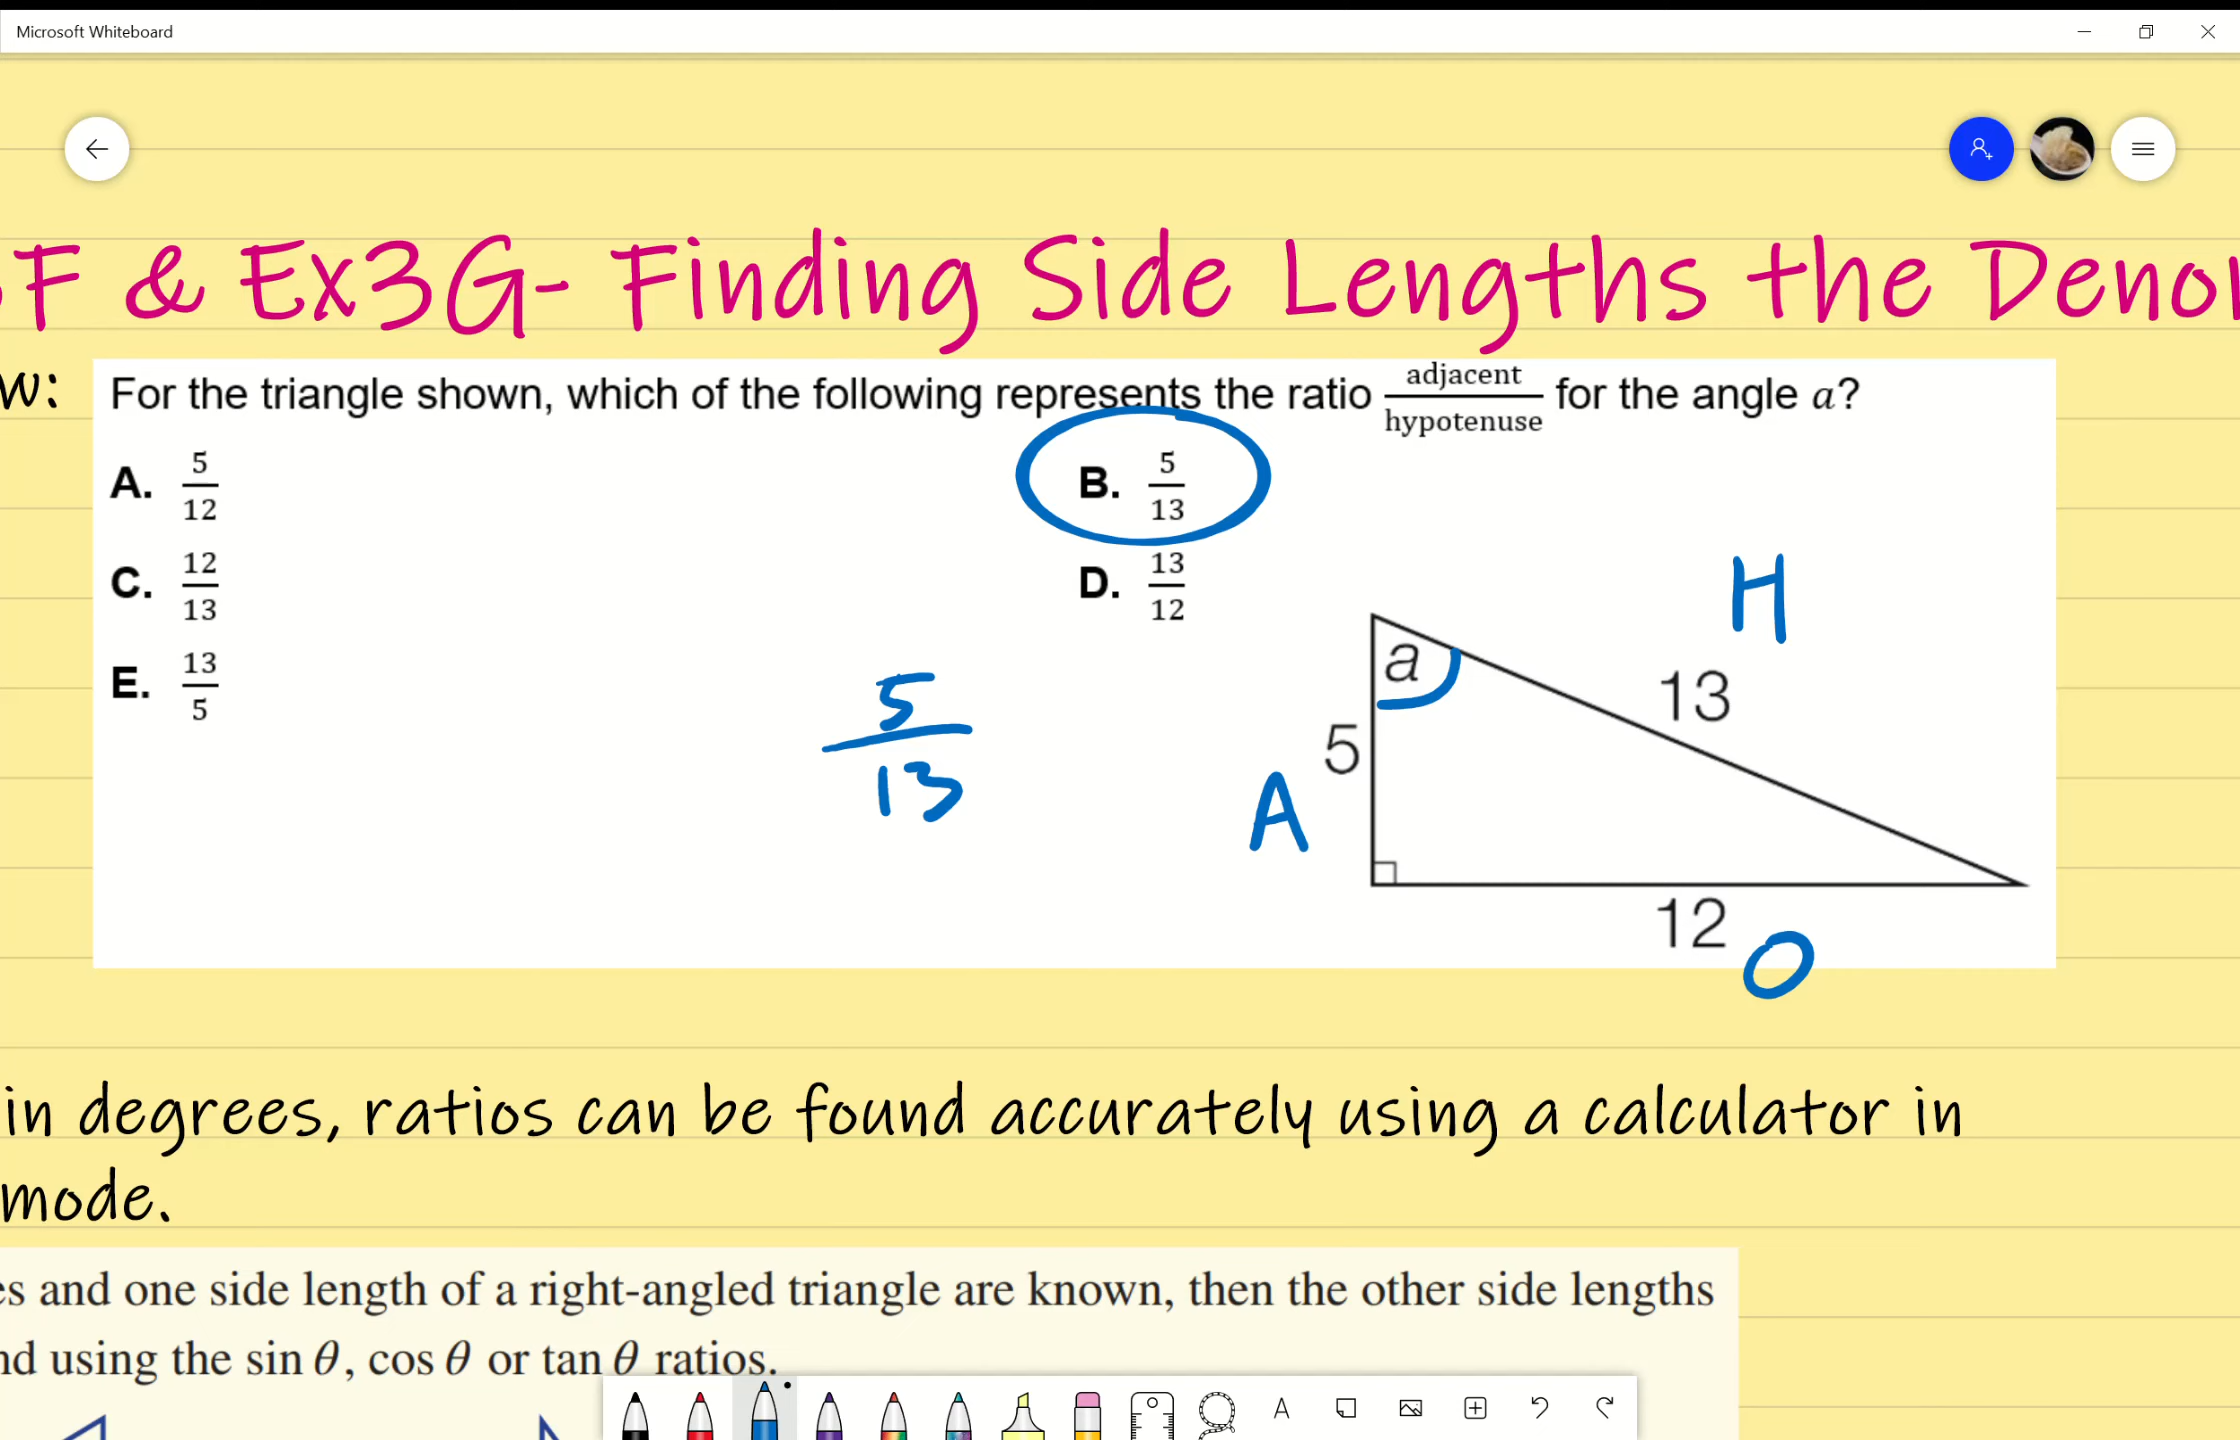 Microsoft Whiteboard
F & Ex3G- Finding Side Lengths the Deno
w:
For the triangle shown, which of the following represents the ratio adjacent/hypotenuse for the angle a?
A. 5/12
B. 5/13
C. 12/13
D. 13/12
E. 13/5
H
a
13
5
5/13
A
12
O
in degrees, ratios can be found accurately using a calculator in
mode.
es and one side length of a right-angled triangle are known, then the other side lengths
nd using the sin θ, cos θ or tan θ ratios.
A